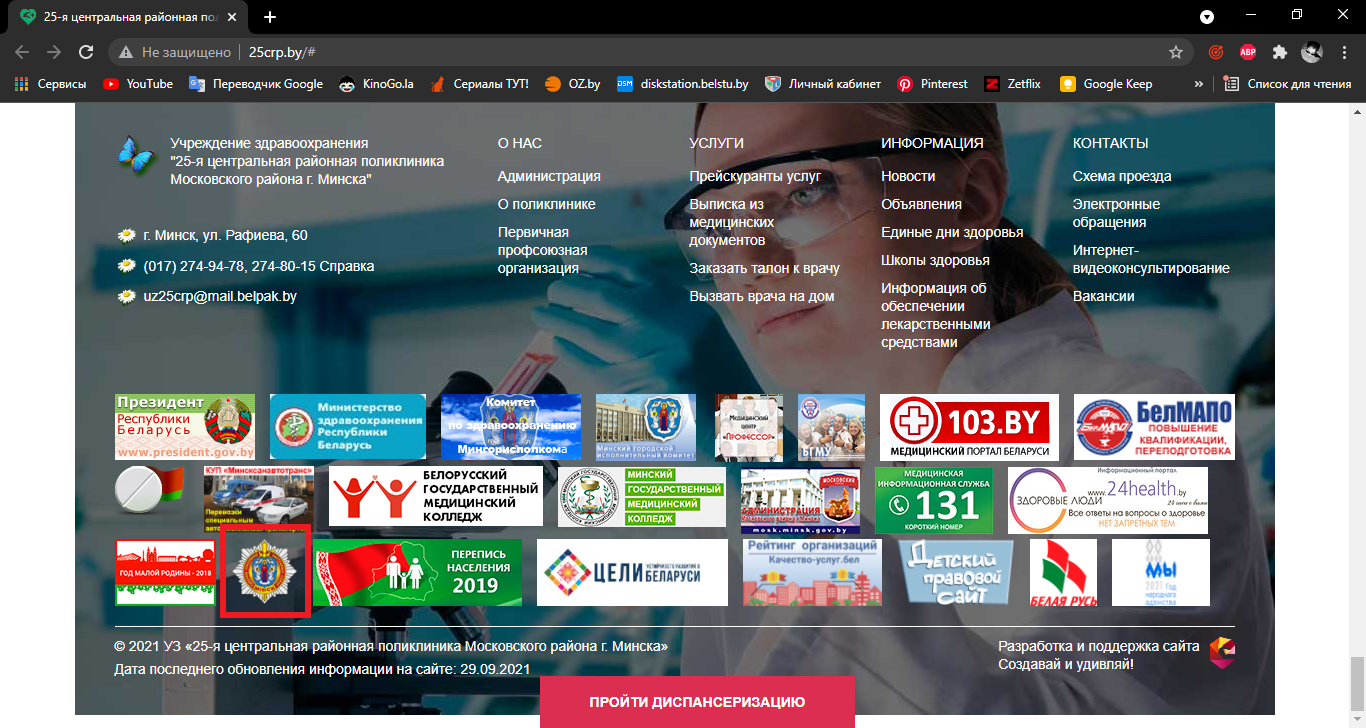 25-я центральная районная пол
Не защищено
25crp.by/#
Сервисы
YouTube
Переводчик Google
KinoGo.la
Сериалы ТУТ!
OZ.by
DSM
diskstation.belstu.by
Личный кабинет
Pinterest
Zetflix
Google Keep
»
Список для чтения
ABP
Учреждение здравоохранения
"25-я центральная районная поликлиника
Московского района г. Минска"
г. Минск, ул. Рафиева, 60
(017) 274-94-78, 274-80-15 Справка
uz25crp@mail.belpak.by
О НАС
Администрация
О поликлинике
Первичная
профсоюзная
организация
УСЛУГИ
Прейскуранты услуг
Выписка из
медицинских
документов
Заказать талон к врачу
Вызвать врача на дом
ИНФОРМАЦИЯ
Новости
Объявления
Единые дни здоровья
Школы здоровья
Информация об
обеспечении
лекарственными
средствами
КОНТАКТЫ
Схема проезда
Электронные
обращения
Интернет-
видеоконсультирование
Вакансии
Президент
Республики
Беларусь
www.president.gov.by
Министерство
здравоохранения
Республики
Беларусь
Комитет
по здравоохранению
Мингорисполкома
Минский городской
исполнительный комитет
Медицинский
центр
«ПРОФЕССОР»
БГМУ
103.BY
МЕДИЦИНСКИЙ ПОРТАЛ БЕЛАРУСИ
БелМАПО
БелМАПО
ПОВЫШЕНИЕ
КВАЛИФИКАЦИИ,
ПЕРЕПОДГОТОВКА
КУП «Минсксанавтотранс»
Перевозки
специальным
БЕЛОРУССКИЙ
ГОСУДАРСТВЕННЫЙ
МЕДИЦИНСКИЙ
КОЛЛЕДЖ
МИНСКИЙ
ГОСУДАРСТВЕННЫЙ
МЕДИЦИНСКИЙ
КОЛЛЕДЖ
МОСКОВСКИЙ
АДМИНИСТРАЦИЯ
mosk.minsk.gov.by
МЕДИЦИНСКАЯ
ИНФОРМАЦИОННАЯ СЛУЖБА
131
КОРОТКИЙ НОМЕР
Информационный портал
www.24health.by
24 часа с вами
ЗДОРОВЫЕ ЛЮДИ
Все ответы на вопросы о здоровье
НЕТ ЗАПРЕТНЫХ ТЕМ
ГОД МАЛОЙ РОДИНЫ - 2018
МИНСК
ПЕРЕПИСЬ
НАСЕЛЕНИЯ
2019
ЦЕЛИ
УСТОЙЧИВОГО РАЗВИТИЯ В
БЕЛАРУСИ
Рейтинг организаций
Качество-услуг.бел
Детский
правовой
сайт
БЕЛАЯ РУСЬ
МЫ
2021 Год
народнага
адзінства
© 2021 УЗ «25-я центральная районная поликлиника Московского района г. Минска»
Дата последнего обновления информации на сайте: 29.09.2021
Разработка и поддержка сайта
Создавай и удивляй!
ПРОЙТИ ДИСПАНСЕРИЗАЦИЮ